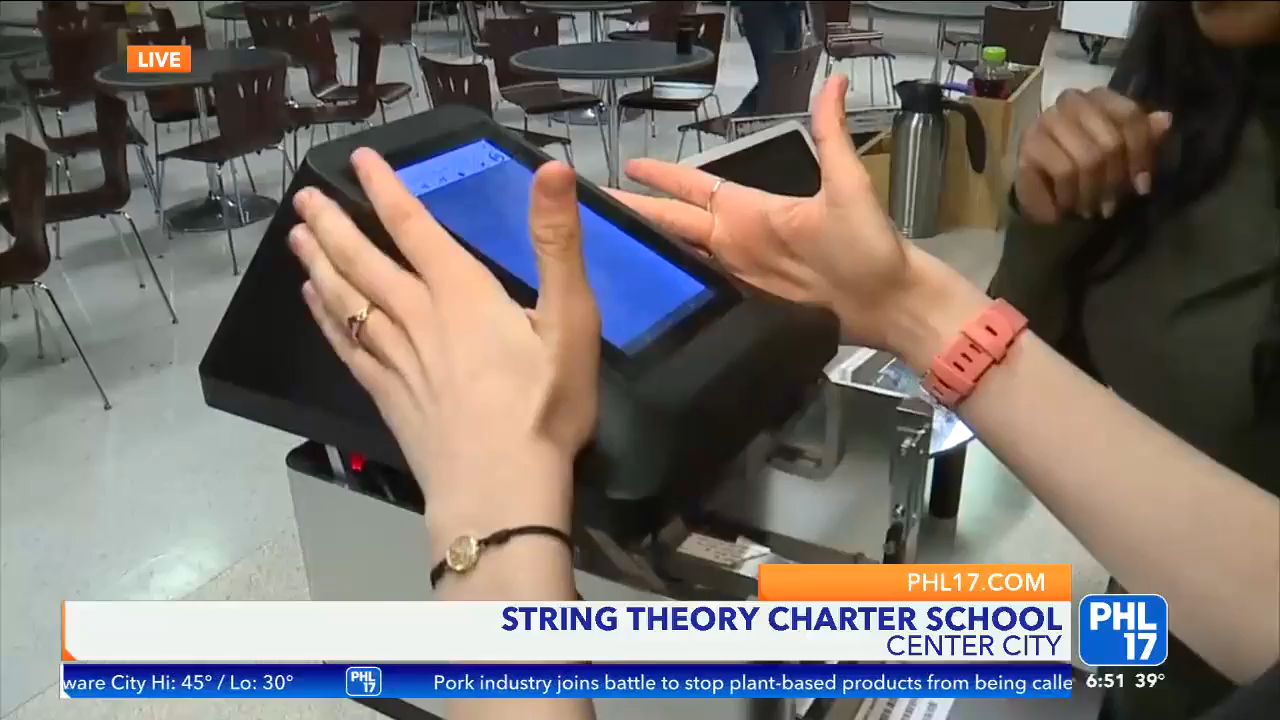 LIVE
PHL17.COM
STRING THEORY CHARTER SCHOOL
CENTER CITY
PHL
17
ware City Hi: 45° / Lo: 30°
PHL
17
Pork industry joins battle to stop plant-based products from being calle
6:51 39°